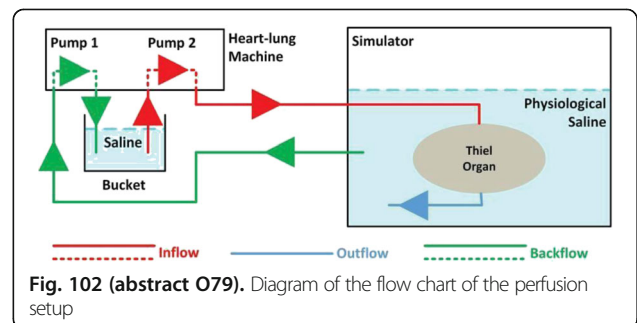 Pump 1
Pump 2
Heart-lung
Machine
Simulator
Physiological
Saline
Saline
Bucket
Thiel
Organ
Inflow
Outflow
Backflow
Fig. 102 (abstract O79). Diagram of the flow chart of the perfusion
setup